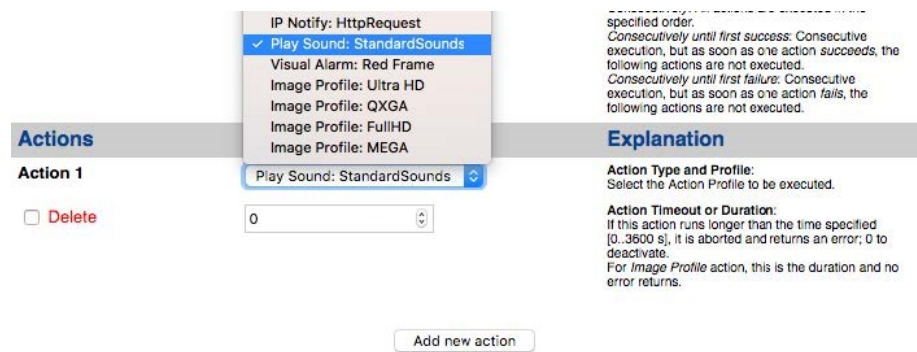 IP Notify: HttpRequest
✓ Play Sound: StandardSounds
Visual Alarm: Red Frame
Image Profile: Ultra HD
Image Profile: QXGA
Image Profile: FullHD
Image Profile: MEGA
specified order.
Consecutively until first success: Consecutive
execution, but as soon as one action succeeds, the
following actions are not executed.
Consecutively until first failure: Consecutive
execution, but as soon as one action fails, the
following actions are not executed.
Actions
Explanation
Action 1
Play Sound: StandardSounds
Action Type and Profile:
Select the Action Profile to be executed.
Delete
0
Action Timeout or Duration:
If this action runs longer than the time specified
[0..3600 s], it is aborted and returns an error; 0 to
deactivate.
For Image Profile action, this is the duration and no
error returns.
Add new action